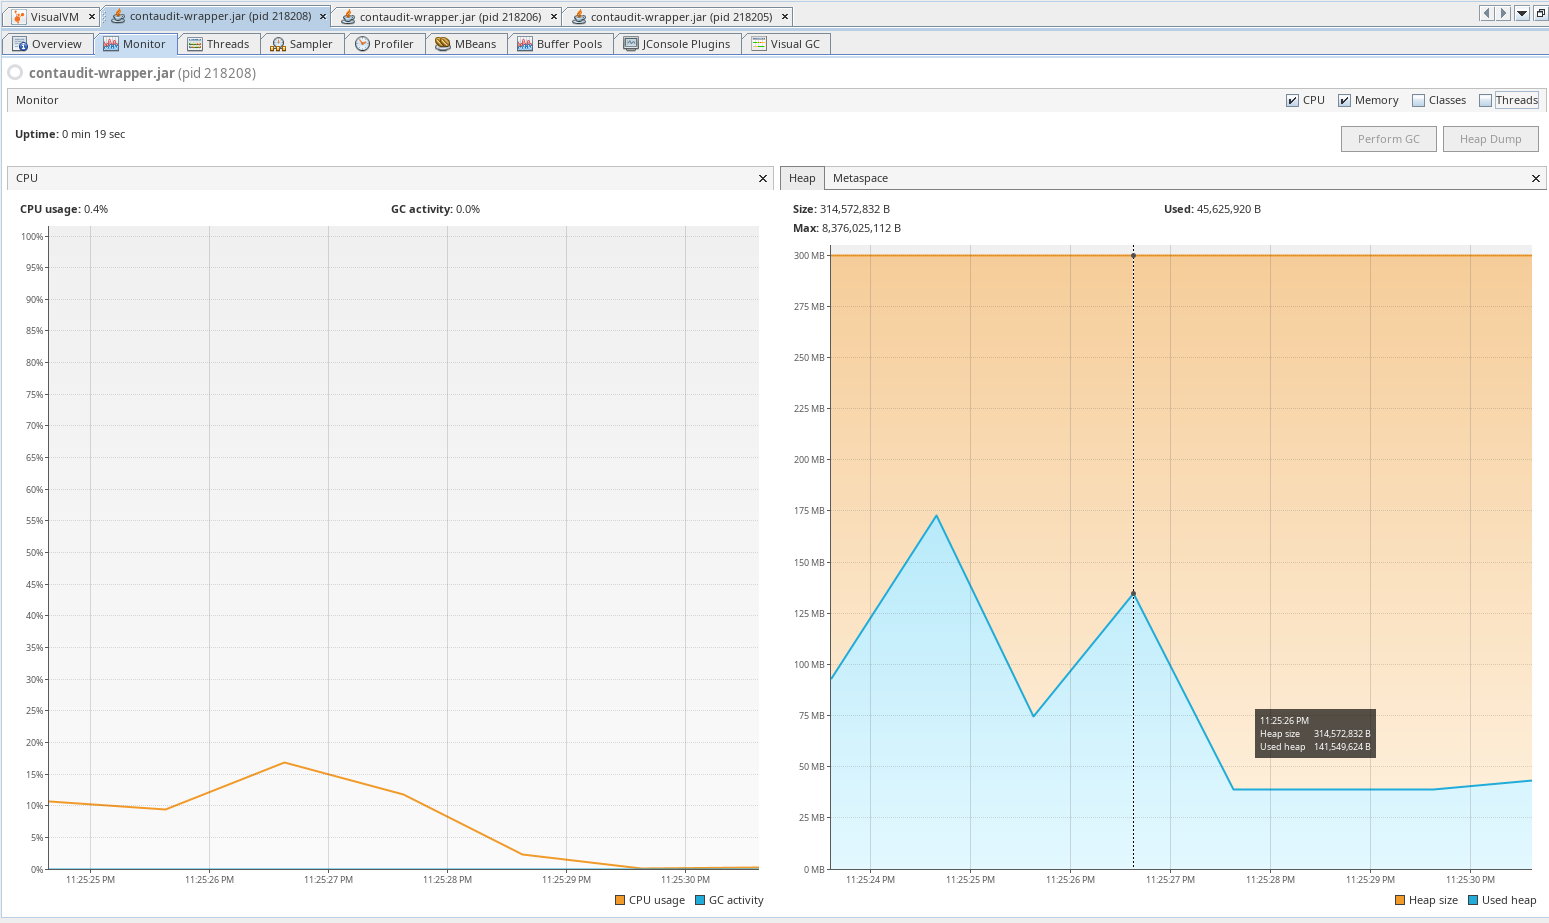 VisualVM × contaudit-wrapper.jar (pid 218208) × contaudit-wrapper.jar (pid 218206) × contaudit-wrapper.jar (pid 218205) ×
Overview Monitor Threads Sampler Profiler MBeans Buffer Pools JConsole Plugins Visual GC
contaudit-wrapper.jar (pid 218208)
Monitor CPU Memory Classes Threads
Uptime: 0 min 19 sec
Perform GC Heap Dump
CPU ×
CPU usage: 0.4% GC activity: 0.0%
100%
95%
90%
85%
80%
75%
70%
65%
60%
55%
50%
45%
40%
35%
30%
25%
20%
15%
10%
5%
0%
11:25:25 PM 11:25:26 PM 11:25:27 PM 11:25:28 PM 11:25:29 PM 11:25:30 PM
CPU usage GC activity
Heap Metaspace ×
Size: 314,572,832 B Used: 45,625,920 B
Max: 8,376,025,112 B
300 MB
275 MB
250 MB
225 MB
200 MB
175 MB
150 MB
125 MB
100 MB
75 MB
50 MB
25 MB
0 MB
11:25:26 PM
Heap size 314,572,832 B
Used heap 141,549,624 B
11:25:24 PM 11:25:25 PM 11:25:26 PM 11:25:27 PM 11:25:28 PM 11:25:29 PM 11:25:30 PM
Heap size Used heap